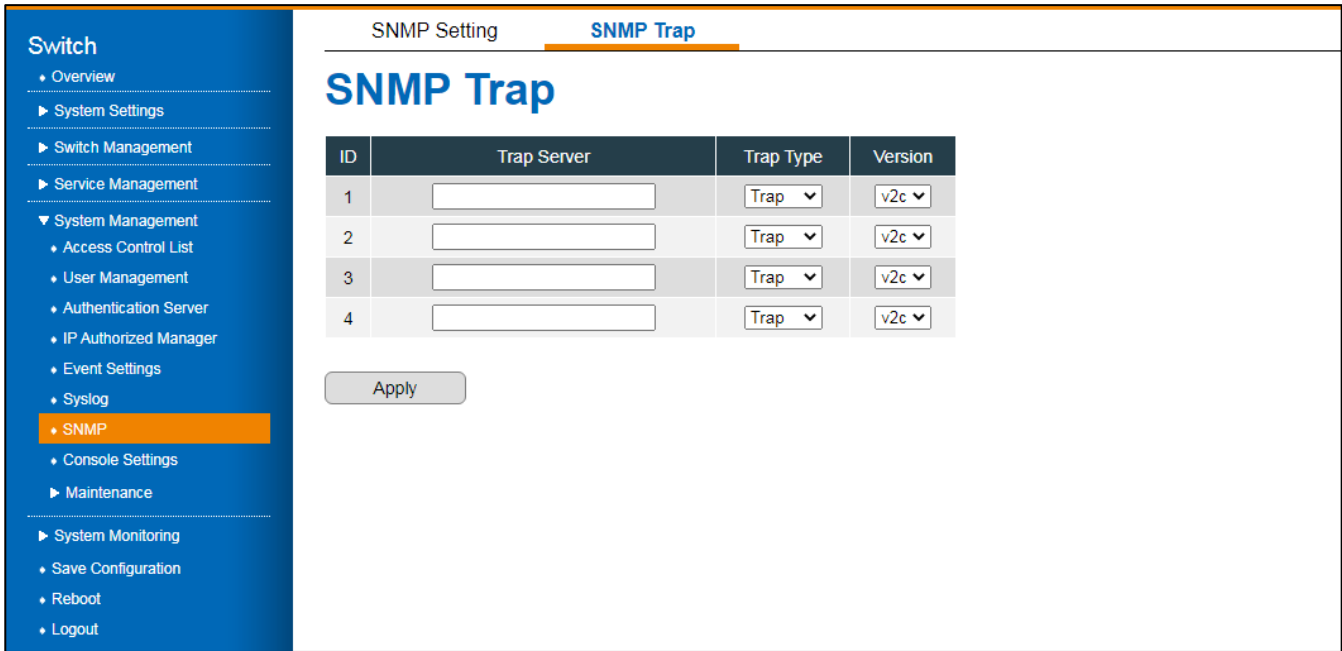 Switch
Overview
System Settings
Switch Management
Service Management
System Management
Access Control List
User Management
Authentication Server
IP Authorized Manager
Event Settings
Syslog
SNMP
Console Settings
Maintenance
System Monitoring
Save Configuration
Reboot
Logout
SNMP Setting SNMP Trap
SNMP Trap
ID Trap Server Trap Type Version
1 Trap v2c
2 Trap v2c
3 Trap v2c
4 Trap v2c
Apply